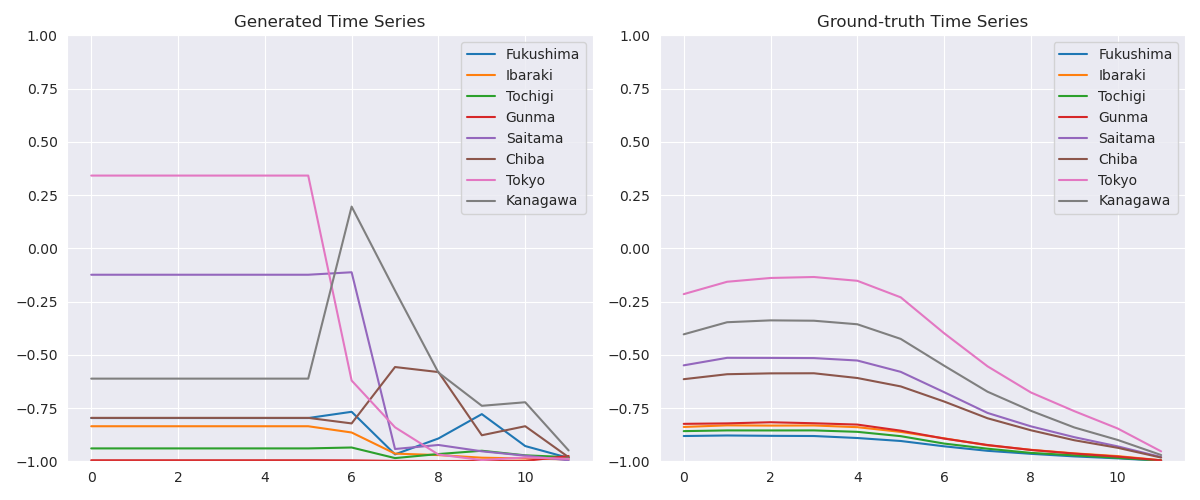 Generated Time Series
Ground-truth Time Series
1.00
0.75
0.50
0.25
0.00
−0.25
−0.50
−0.75
−1.00
0 2 4 6 8 10
Fukushima
Ibaraki
Tochigi
Gunma
Saitama
Chiba
Tokyo
Kanagawa
1.00
0.75
0.50
0.25
0.00
−0.25
−0.50
−0.75
−1.00
0 2 4 6 8 10
Fukushima
Ibaraki
Tochigi
Gunma
Saitama
Chiba
Tokyo
Kanagawa